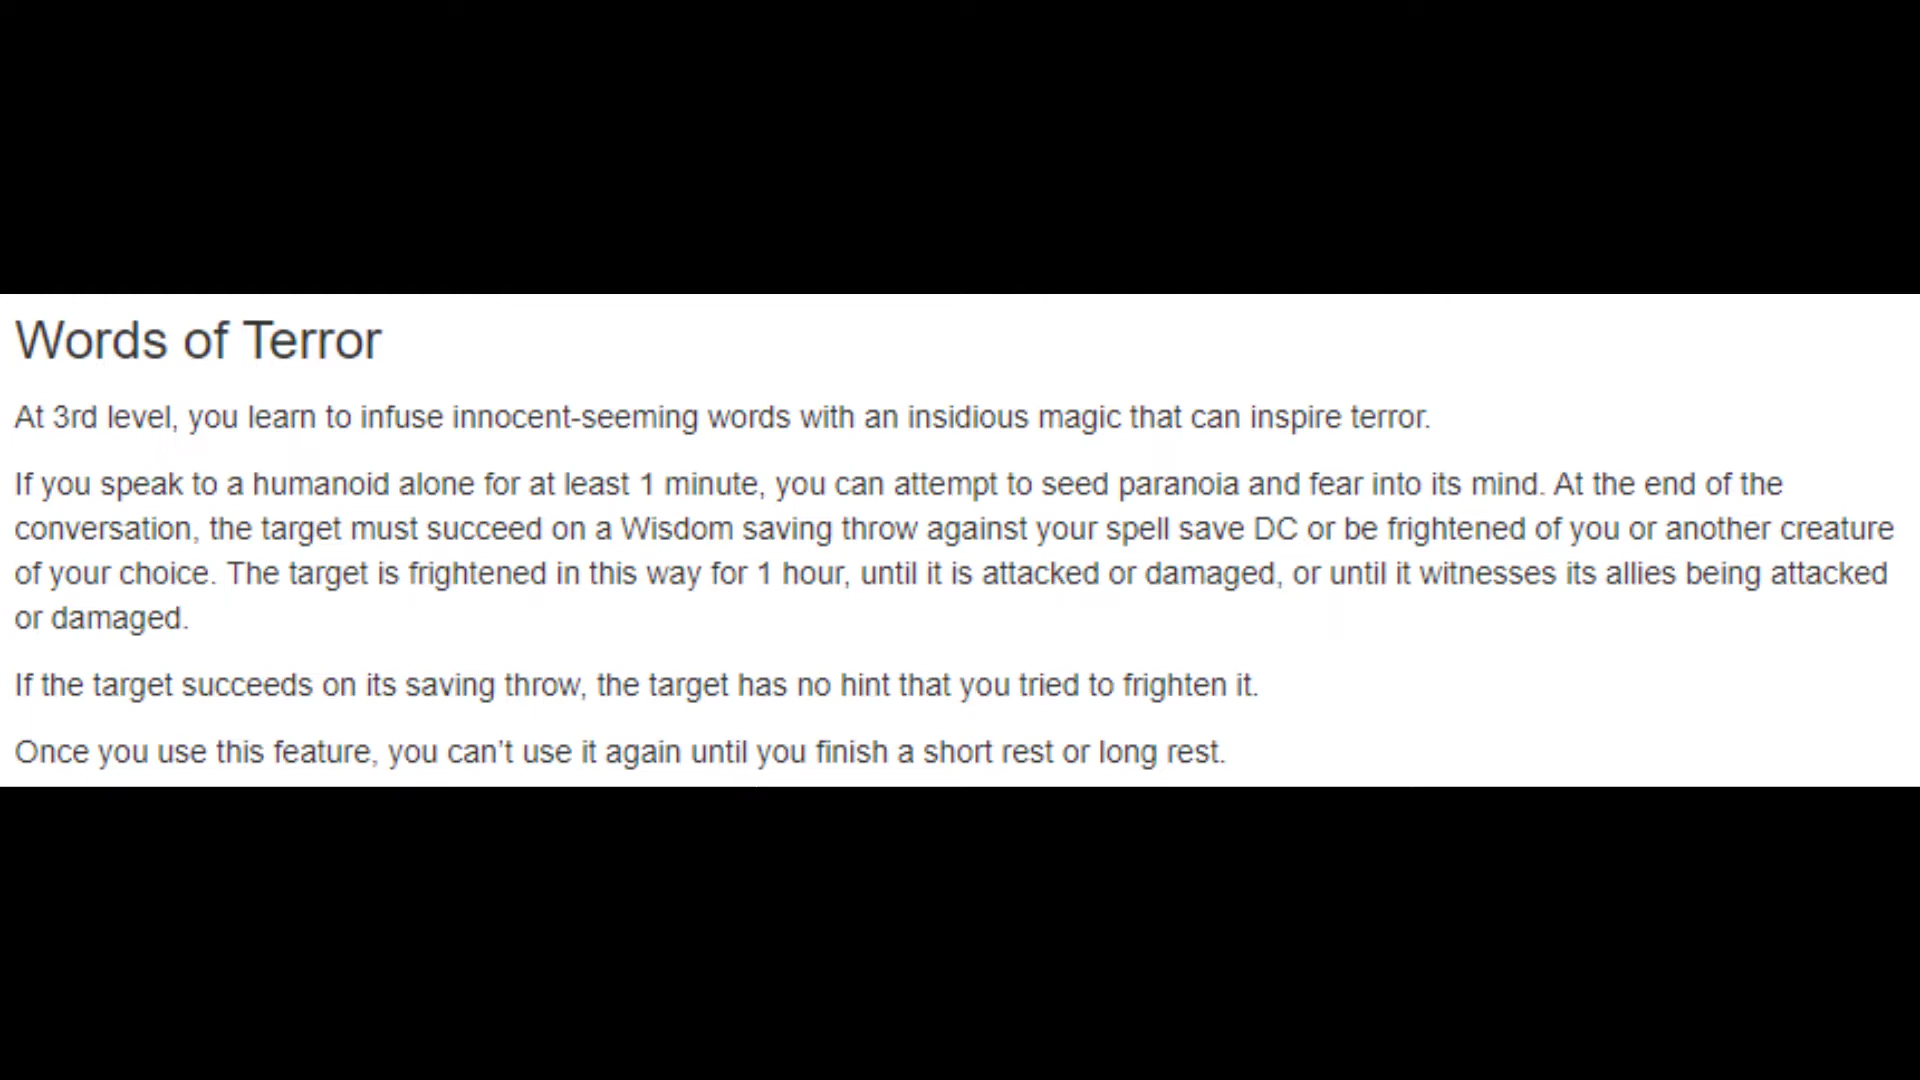 Words of Terror
At 3rd level, you learn to infuse innocent-seeming words with an insidious magic that can inspire terror.
If you speak to a humanoid alone for at least 1 minute, you can attempt to seed paranoia and fear into its mind. At the end of the
conversation, the target must succeed on a Wisdom saving throw against your spell save DC or be frightened of you or another creature
of your choice. The target is frightened in this way for 1 hour, until it is attacked or damaged, or until it witnesses its allies being attacked
or damaged.
If the target succeeds on its saving throw, the target has no hint that you tried to frighten it.
Once you use this feature, you can’t use it again until you finish a short rest or long rest.